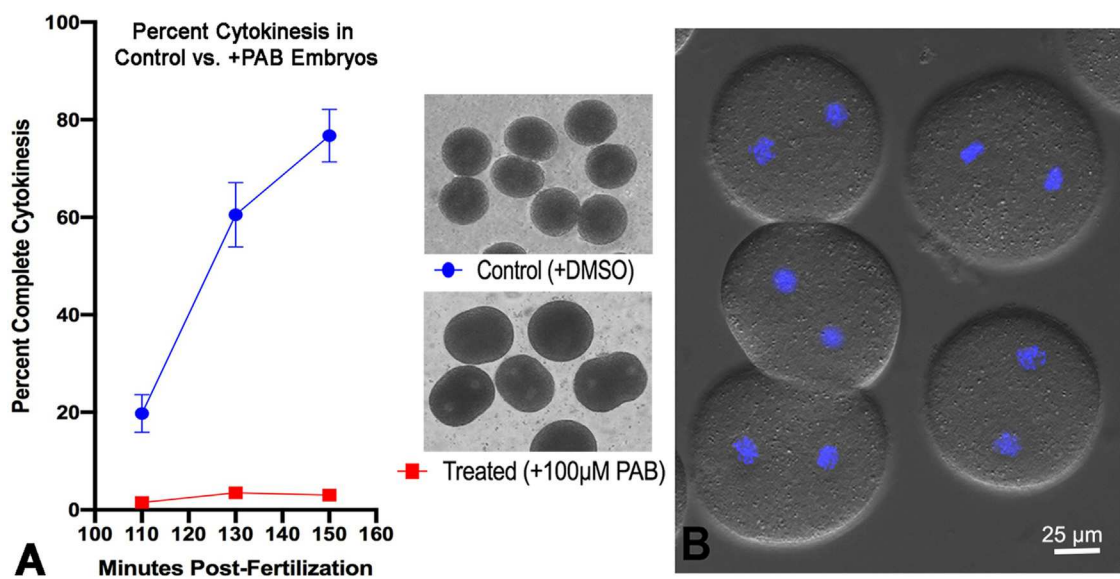 Percent Cytokinesis in
Control vs. +PAB Embryos
Percent Complete Cytokinesis
100
80
60
40
20
0
100 110 120 130 140 150 160
Minutes Post-Fertilization
A
Control (+DMSO)
Treated (+100µM PAB)
B
25 µm